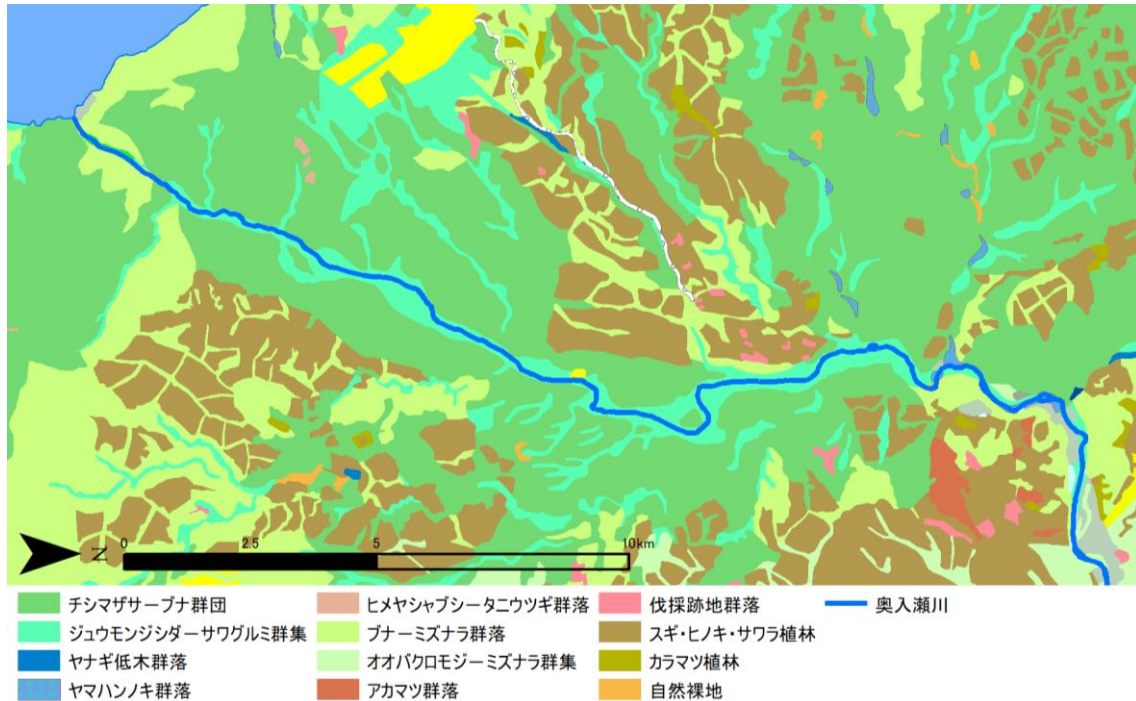 N
0 2.5 5 10km
チシマザサーブナ群団 ヒメヤシャブシータニウツギ群落 伐採跡地群落 奥入瀬川
ジュウモンジシダーサワグルミ群集 ブナーミズナラ群落 スギ・ヒノキ・サワラ植林
ヤナギ低木群落 オオバクロモジーミズナラ群集 カラマツ植林
ヤマハンノキ群落 アカマツ群落 自然裸地